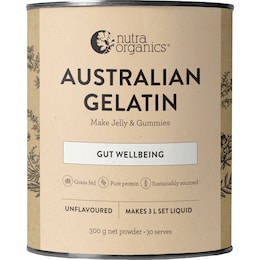 nutra
organics®
AUSTRALIAN
GELATIN
Make Jelly & Gummies
GUT WELLBEING
Grass fed | Pure protein | Sustainably sourced
UNFLAVOURED | MAKES 3 L SET LIQUID
300 g net powder • 30 serves